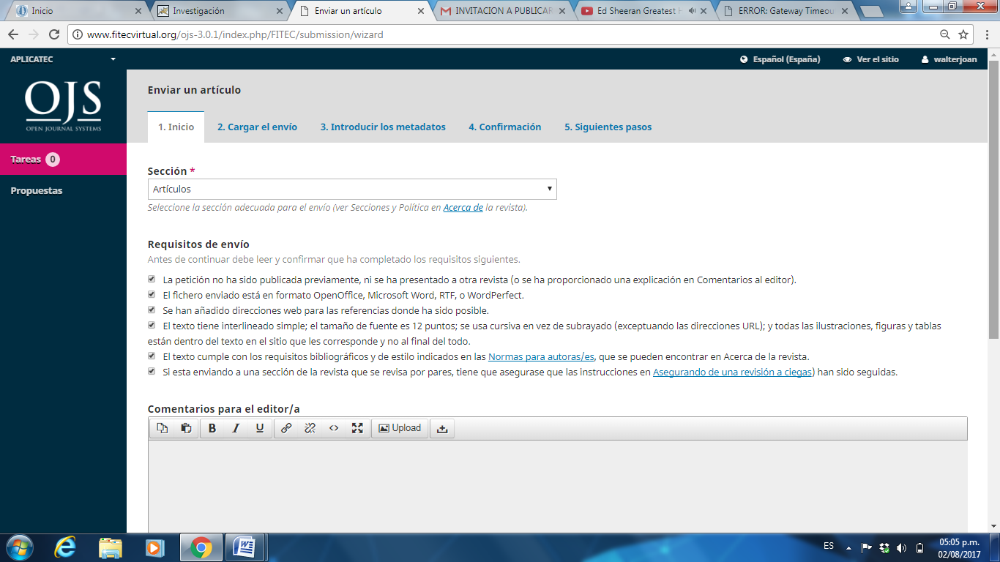 Inicio
Investigación
Enviar un artículo
INVITACION A PUBLICAR
Ed Sheeran Greatest H
ERROR: Gateway Timeou
www.fitecvirtual.org/ojs-3.0.1/index.php/FITEC/submission/wizard
APLICATEC
Español (España)
Ver el sitio
walterjoan
OJS
OPEN JOURNAL SYSTEMS
Tareas 0
Propuestas
Enviar un artículo
1. Inicio
2. Cargar el envío
3. Introducir los metadatos
4. Confirmación
5. Siguientes pasos
Sección *
Artículos
Seleccione la sección adecuada para el envío (ver Secciones y Política en Acerca de la revista).
Requisitos de envío
Antes de continuar debe leer y confirmar que ha completado los requisitos siguientes.
La petición no ha sido publicada previamente, ni se ha presentado a otra revista (o se ha proporcionado una explicación en Comentarios al editor).
El fichero enviado está en formato OpenOffice, Microsoft Word, RTF, o WordPerfect.
Se han añadido direcciones web para las referencias donde ha sido posible.
El texto tiene interlineado simple; el tamaño de fuente es 12 puntos; se usa cursiva en vez de subrayado (exceptuando las direcciones URL); y todas las ilustraciones, figuras y tablas
están dentro del texto en el sitio que les corresponde y no al final del todo.
El texto cumple con los requisitos bibliográficos y de estilo indicados en las Normas para autoras/es, que se pueden encontrar en Acerca de la revista.
Si esta enviando a una sección de la revista que se revisa por pares, tiene que asegurase que las instrucciones en Asegurando de una revisión a ciegas) han sido seguidas.
Comentarios para el editor/a
B I U Upload
ES
05:05 p.m.
02/08/2017